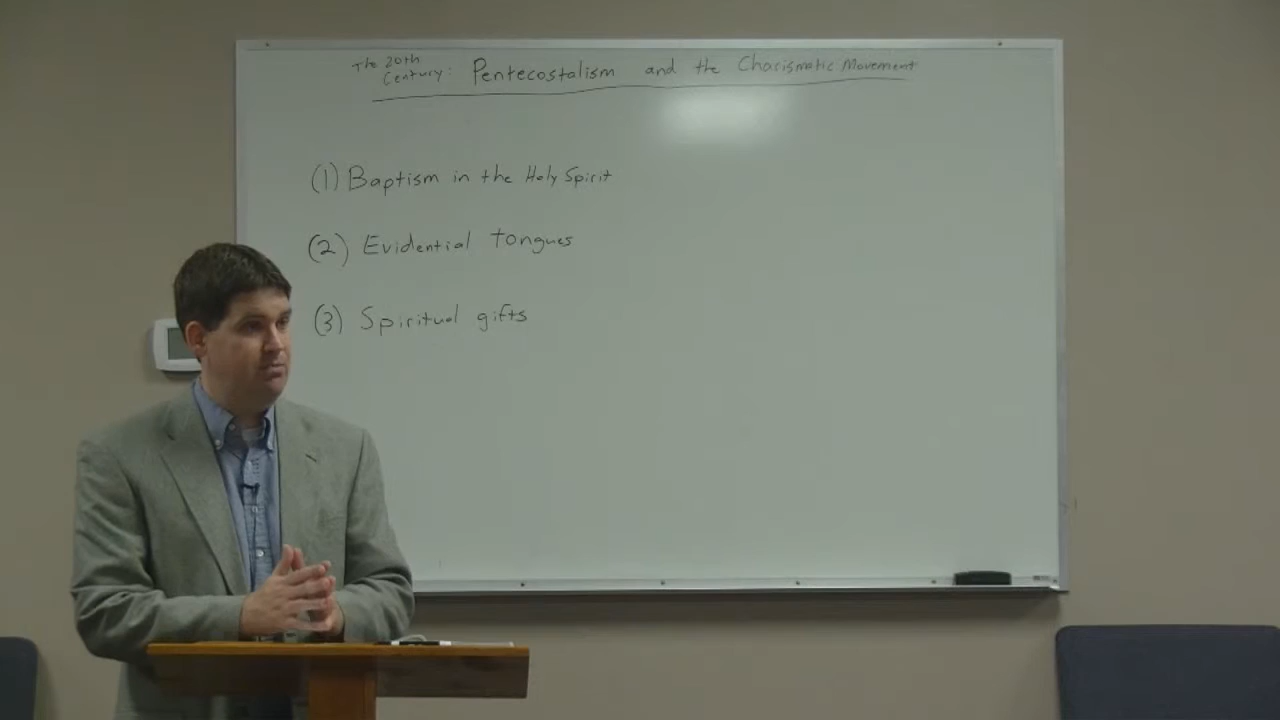 The 20th
Century: Pentecostalism and the Charismatic Movement
(1) Baptism in the Holy Spirit
(2) Evidential tongues
(3) Spiritual gifts